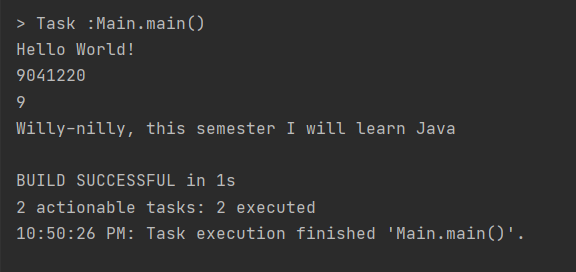 > Task :Main.main()
Hello World!
9041220
9
Willy-nilly, this semester I will learn Java
BUILD SUCCESSFUL in 1s
2 actionable tasks: 2 executed
10:50:26 PM: Task execution finished 'Main.main()'.